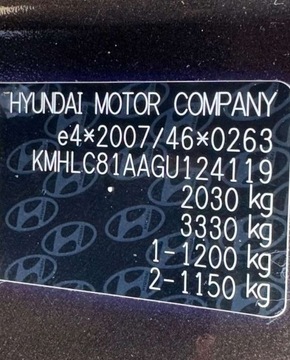 HYUNDAI MOTOR COMPANY
e4*2007/46*0263
KMHLC81AAGU124119
2030 kg
3330 kg
1-1200 kg
2-1150 kg